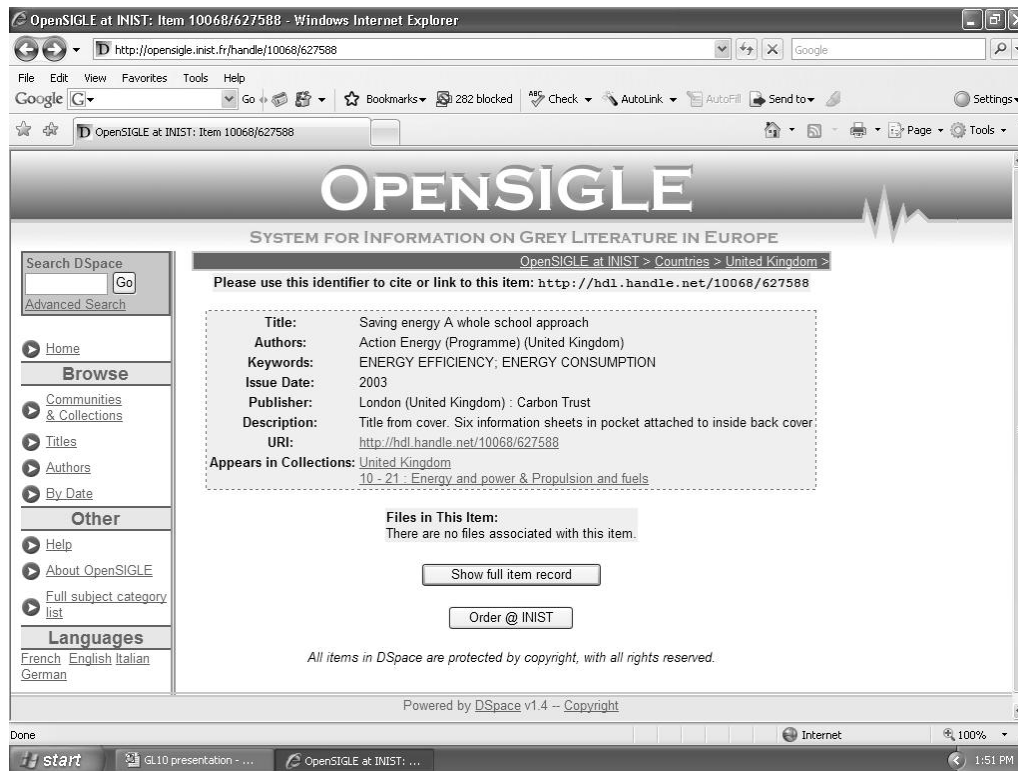 OpenSIGLE at INIST: Item 10068/627588 - Windows Internet Explorer
http://opensigle.inist.fr/handle/10068/627588
Google
File Edit View Favorites Tools Help
Google G Go Bookmarks 282 blocked ABC Check AutoLink AutoFill Send to Settings
OpenSIGLE at INIST: Item 10068/627588 Page Tools
OPENSIGLE
SYSTEM FOR INFORMATION ON GREY LITERATURE IN EUROPE
Search DSpace
Go
Advanced Search
Home
Browse
Communities
& Collections
Titles
Authors
By Date
Other
Help
About OpenSIGLE
Full subject category
list
Languages
French English Italian
German
OpenSIGLE at INIST > Countries > United Kingdom >
Please use this identifier to cite or link to this item: http://hdl.handle.net/10068/627588
Title: Saving energy A whole school approach
Authors: Action Energy (Programme) (United Kingdom)
Keywords: ENERGY EFFICIENCY; ENERGY CONSUMPTION
Issue Date: 2003
Publisher: London (United Kingdom) : Carbon Trust
Description: Title from cover. Six information sheets in pocket attached to inside back cover
URI: http://hdl.handle.net/10068/627588
Appears in Collections: United Kingdom
10 - 21 : Energy and power & Propulsion and fuels
Files in This Item:
There are no files associated with this item.
Show full item record
Order @ INIST
All items in DSpace are protected by copyright, with all rights reserved.
Powered by DSpace v1.4 -- Copyright
Done Internet 100%
start GL10 presentation - ... OpenSIGLE at INIST: ... 1:51 PM